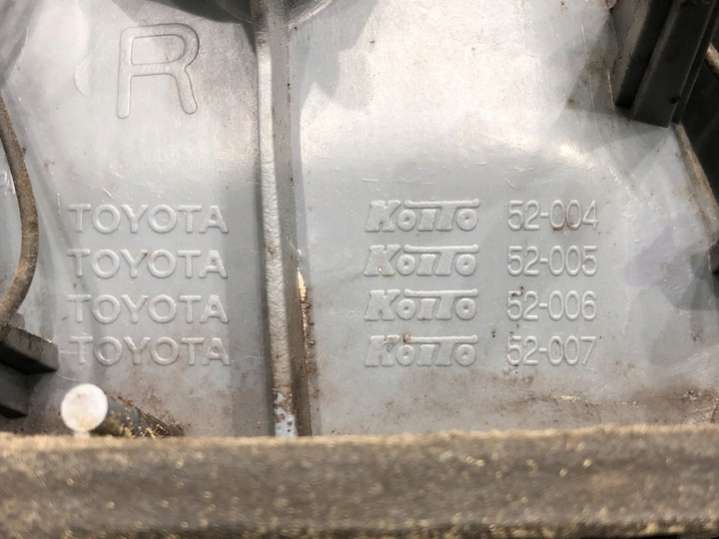 R
TOYOTA KOITO 52-004
TOYOTA KOITO 52-005
TOYOTA KOITO 52-006
TOYOTA KOITO 52-007